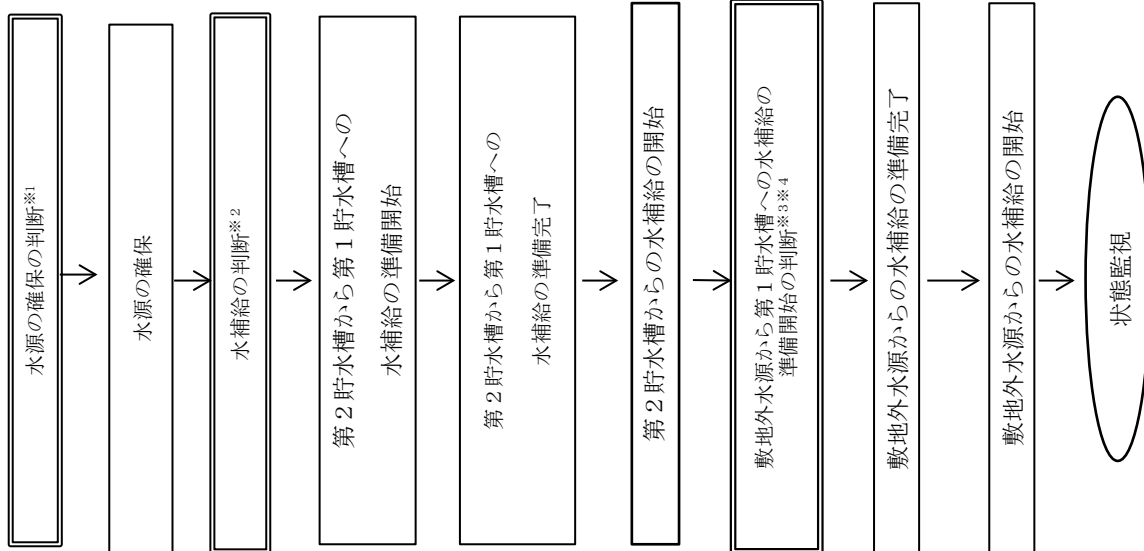 水源の確保の判断※1
水源の確保
水補給の判断※2
第2貯水槽から第1貯水槽への
水補給の準備開始
第2貯水槽から第1貯水槽への
水補給の準備完了
第2貯水槽からの水補給の開始
敷地外水源から第1貯水槽への水補給の
準備開始の判断※3※4
敷地外水源からの水補給の準備完了
敷地外水源からの水補給の開始
状態監視